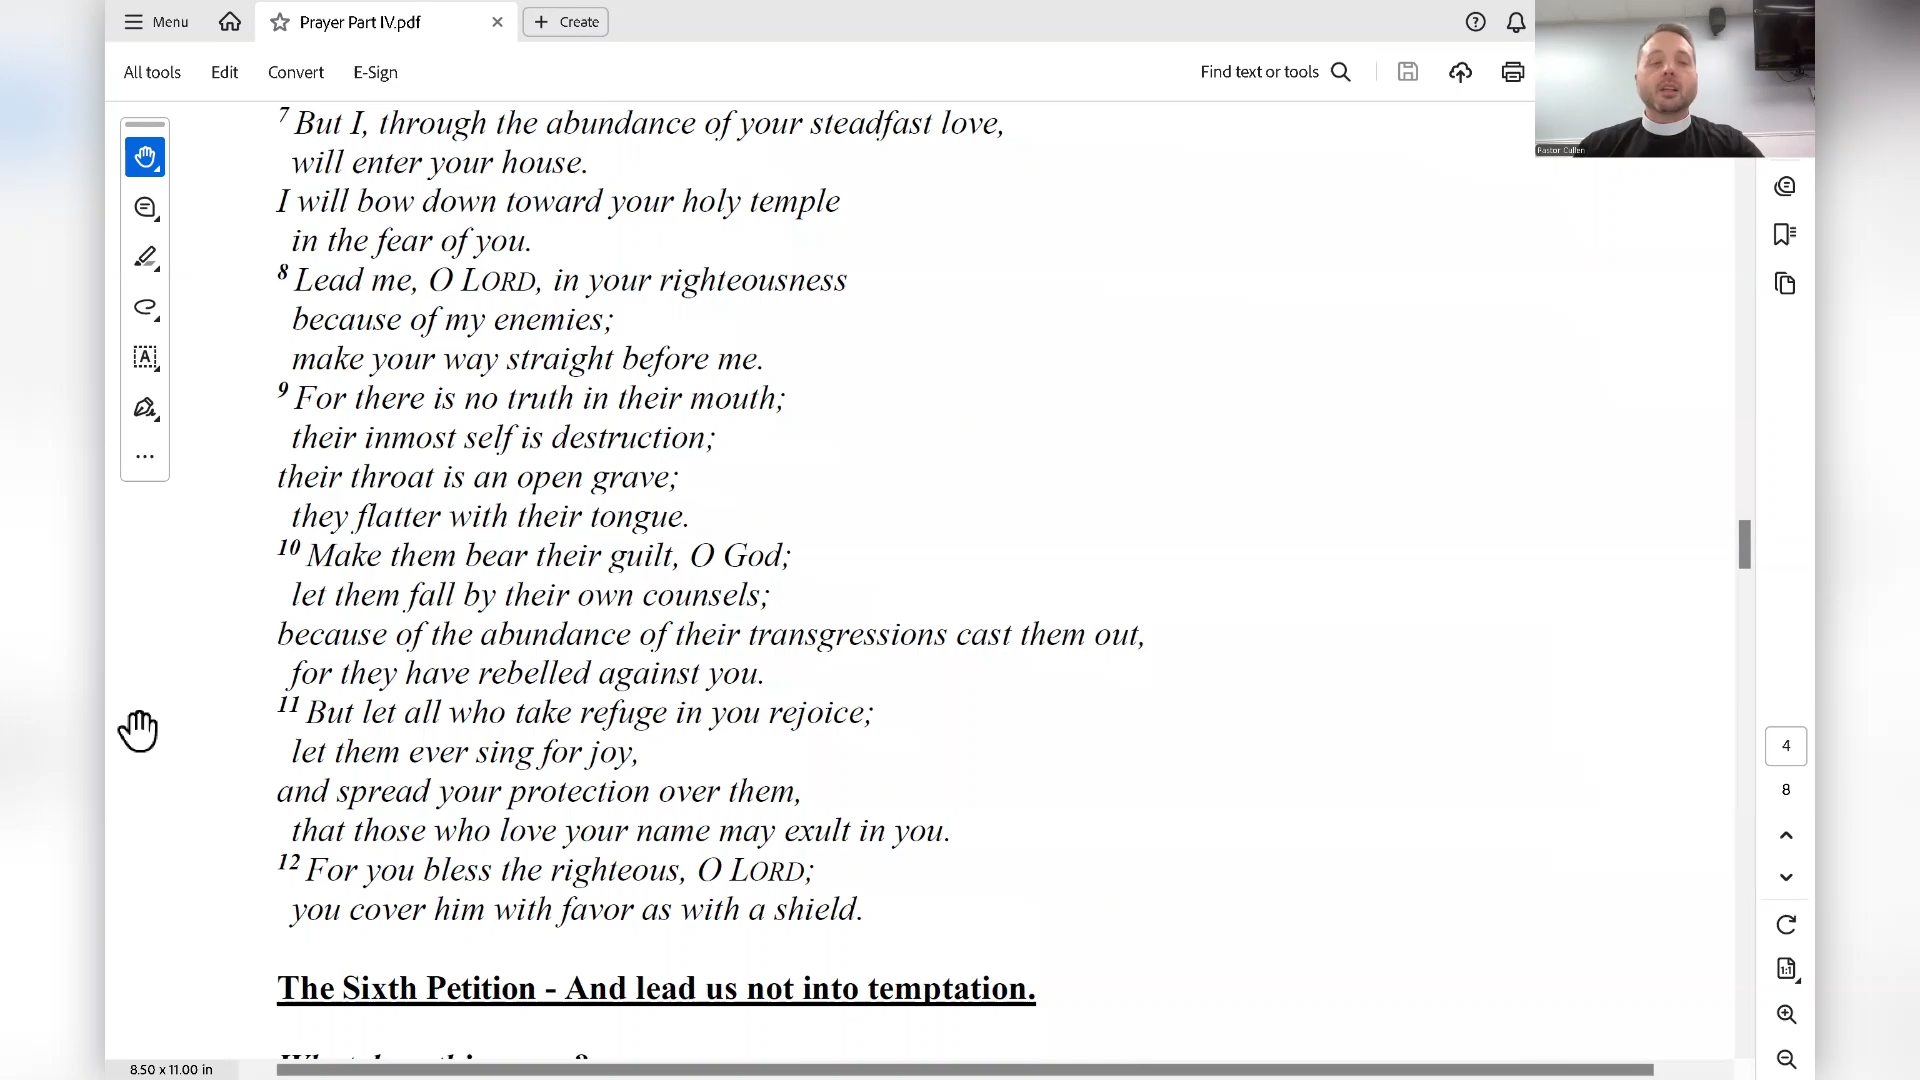 Menu
Prayer Part IV.pdf
Create
All tools
Edit
Convert
E-Sign
Find text or tools
Pastor Cullen
7 But I, through the abundance of your steadfast love,
will enter your house.
I will bow down toward your holy temple
in the fear of you.
8 Lead me, O LORD, in your righteousness
because of my enemies;
make your way straight before me.
9 For there is no truth in their mouth;
their inmost self is destruction;
their throat is an open grave;
they flatter with their tongue.
10 Make them bear their guilt, O God;
let them fall by their own counsels;
because of the abundance of their transgressions cast them out,
for they have rebelled against you.
11 But let all who take refuge in you rejoice;
let them ever sing for joy,
and spread your protection over them,
that those who love your name may exult in you.
12 For you bless the righteous, O LORD;
you cover him with favor as with a shield.
The Sixth Petition - And lead us not into temptation.
4
8
1:1
8.50 x 11.00 in